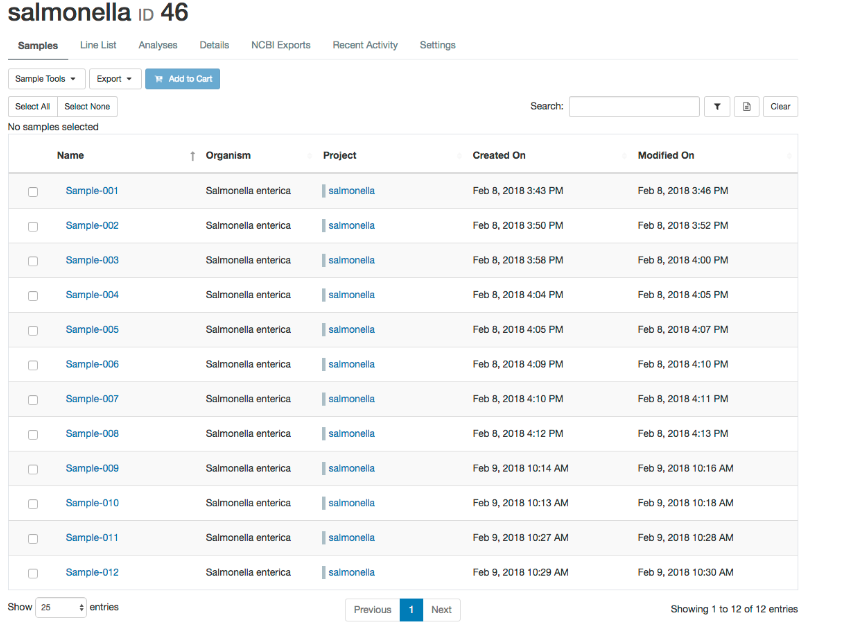 salmonella ID 46
Samples Line List Analyses Details NCBI Exports Recent Activity Settings
Sample Tools Export Add to Cart
Select All Select None Search: Clear
No samples selected
Name Organism Project Created On Modified On
Sample-001 Salmonella enterica salmonella Feb 8, 2018 3:43 PM Feb 8, 2018 3:46 PM
Sample-002 Salmonella enterica salmonella Feb 8, 2018 3:50 PM Feb 8, 2018 3:52 PM
Sample-003 Salmonella enterica salmonella Feb 8, 2018 3:58 PM Feb 8, 2018 4:00 PM
Sample-004 Salmonella enterica salmonella Feb 8, 2018 4:04 PM Feb 8, 2018 4:05 PM
Sample-005 Salmonella enterica salmonella Feb 8, 2018 4:05 PM Feb 8, 2018 4:07 PM
Sample-006 Salmonella enterica salmonella Feb 8, 2018 4:09 PM Feb 8, 2018 4:10 PM
Sample-007 Salmonella enterica salmonella Feb 8, 2018 4:10 PM Feb 8, 2018 4:11 PM
Sample-008 Salmonella enterica salmonella Feb 8, 2018 4:12 PM Feb 8, 2018 4:13 PM
Sample-009 Salmonella enterica salmonella Feb 9, 2018 10:14 AM Feb 9, 2018 10:16 AM
Sample-010 Salmonella enterica salmonella Feb 9, 2018 10:13 AM Feb 9, 2018 10:18 AM
Sample-011 Salmonella enterica salmonella Feb 9, 2018 10:27 AM Feb 9, 2018 10:28 AM
Sample-012 Salmonella enterica salmonella Feb 9, 2018 10:29 AM Feb 9, 2018 10:30 AM
Show 25 entries Previous 1 Next Showing 1 to 12 of 12 entries